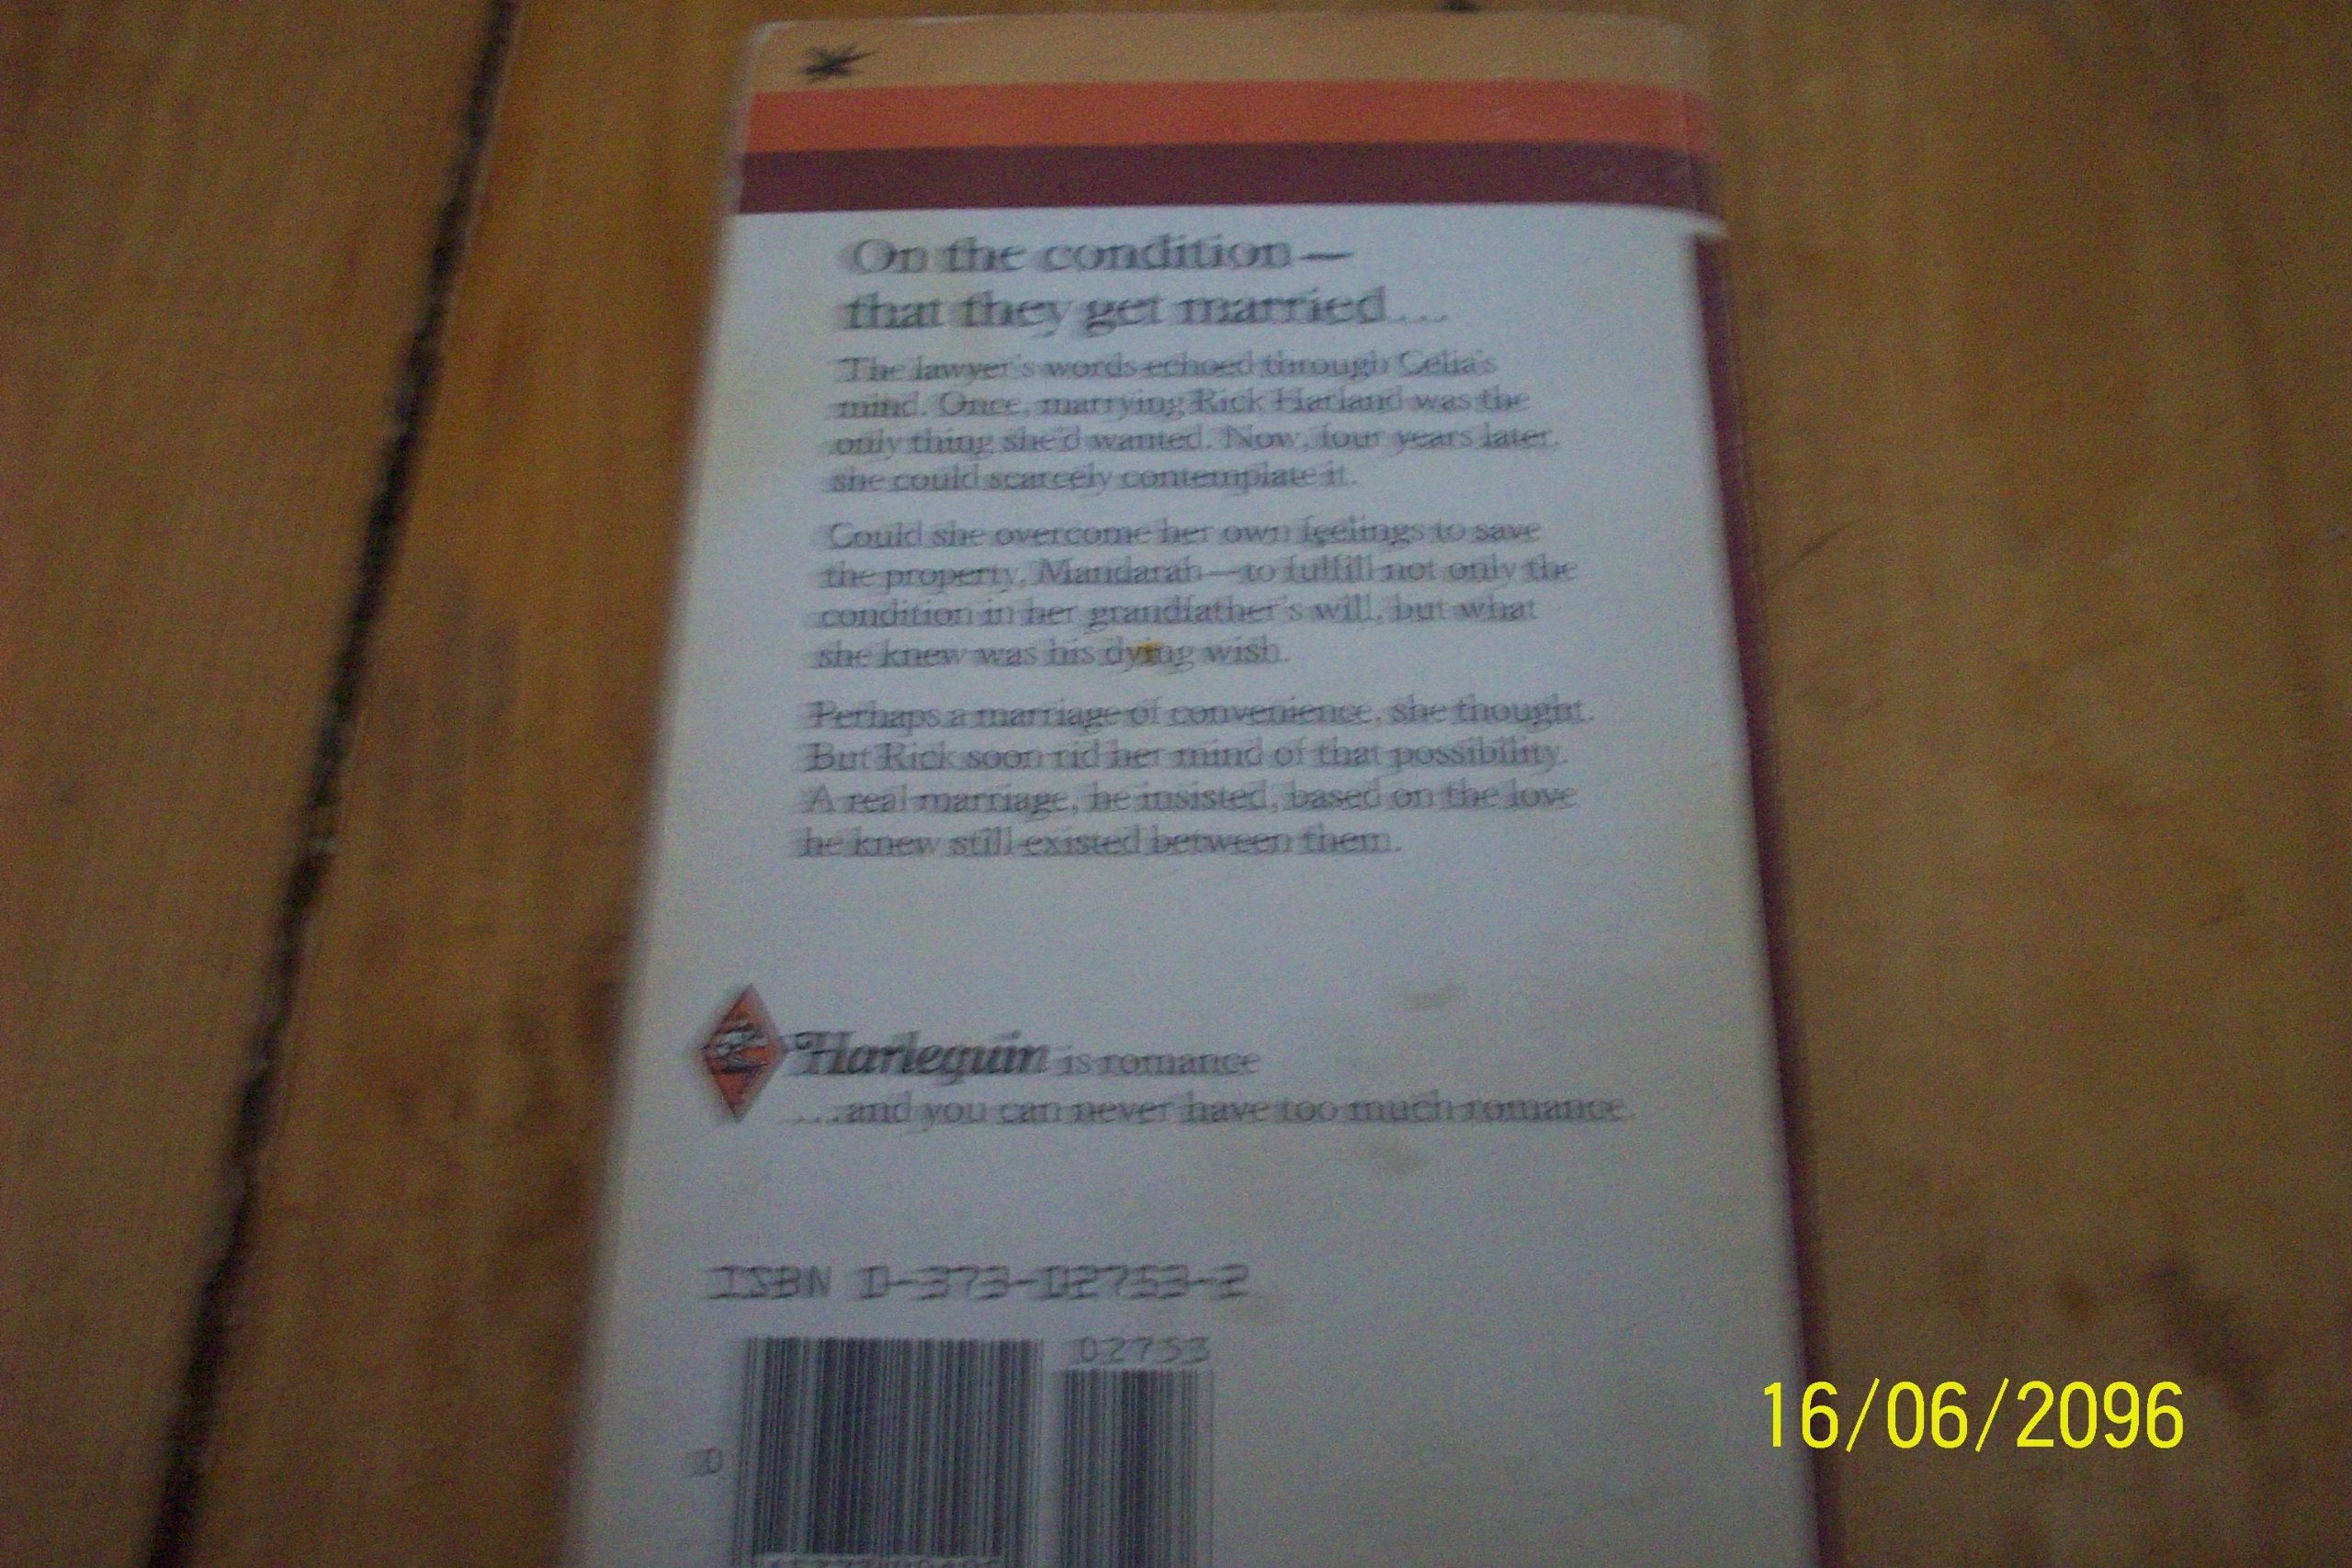 On the condition—
that they get married...
The lawyer's words echoed through Celia's
mind. Once, marrying Rick Harland was the
only thing she'd wanted. Now, four years later,
she could scarcely contemplate it.
Could she overcome her own feelings to save
the property, Mandarah—to fulfill not only the
condition in her grandfather's will, but what
she knew was his dying wish.
Perhaps a marriage of convenience, she thought.
But Rick soon rid her mind of that possibility.
A real marriage, he insisted, based on the love
he knew still existed between them.
Harlequin is romance
...and you can never have too much romance.
ISBN 0-373-02753-2
02753
0
16/06/2096